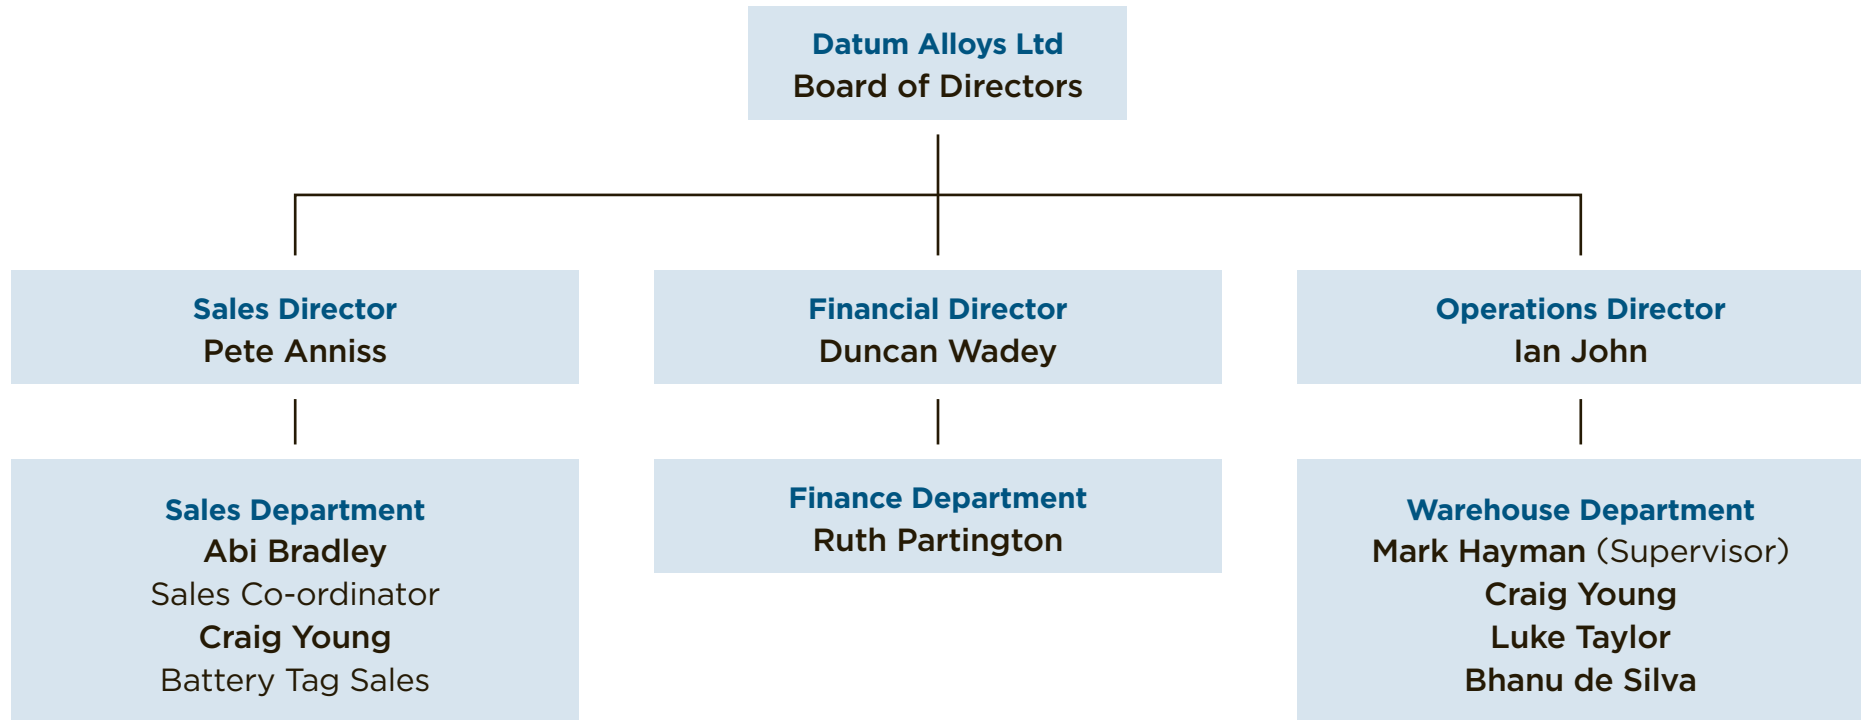 Datum Alloys Ltd
Board of Directors
Sales Director
Pete Anniss
Financial Director
Duncan Wadey
Operations Director
Ian John
Sales Department
Abi Bradley
Sales Co-ordinator
Craig Young
Battery Tag Sales
Finance Department
Ruth Partington
Warehouse Department
Mark Hayman (Supervisor)
Craig Young
Luke Taylor
Bhanu de Silva